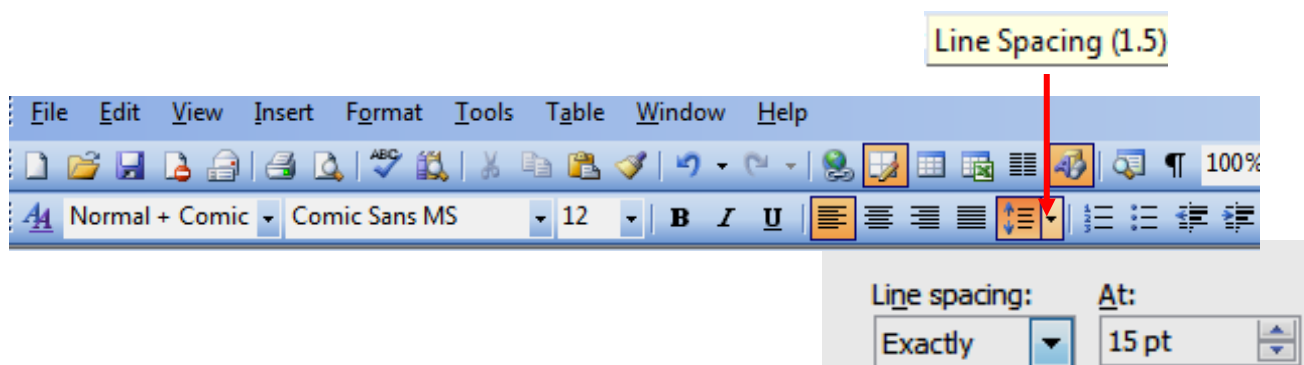 Line Spacing (1.5)
File Edit View Insert Format Tools Table Window Help
ABC 100%
Normal + Comic Comic Sans MS 12 B I U
Line spacing: At:
Exactly 15 pt